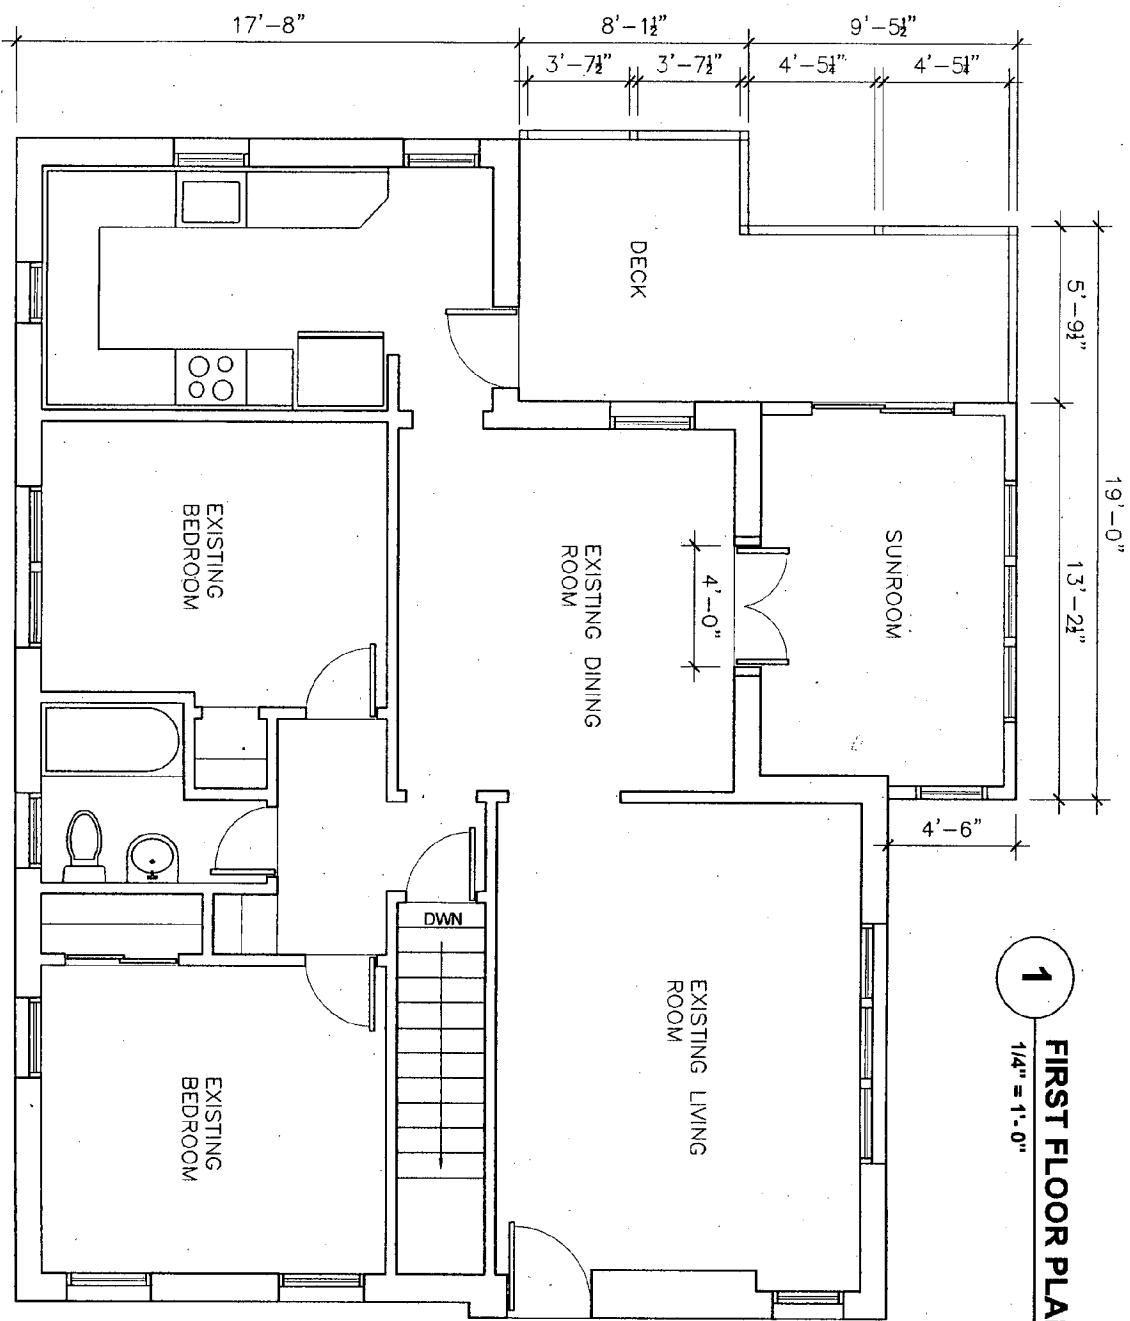 17'-8"
8'-1½"
9'-5½"
3'-7½"
3'-7½"
4'-5¼"
4'-5¼"
5'-9½"
19'-0"
13'-2½"
DECK
SUNROOM
EXISTING DINING
ROOM
4'-0"
EXISTING
BEDROOM
4'-6"
DWN
EXISTING LIVING
ROOM
EXISTING
BEDROOM
1
FIRST FLOOR PLA
1/4" = 1'-0"